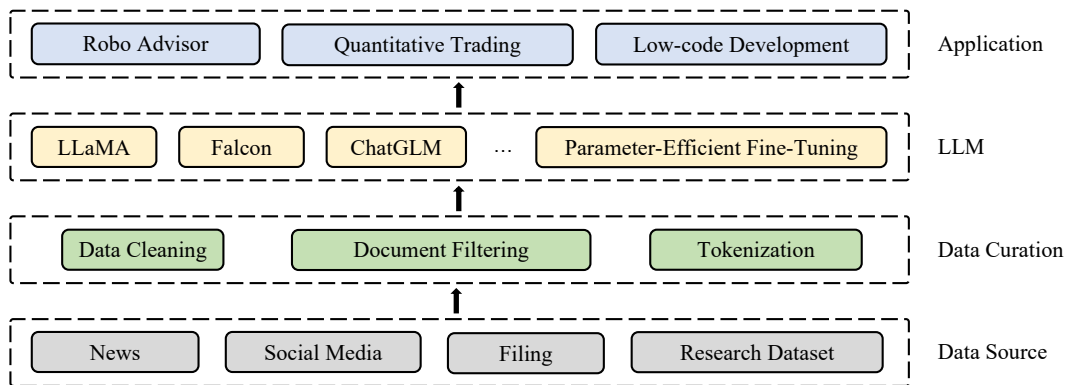 Robo Advisor Quantitative Trading Low-code Development Application
LLaMA Falcon ChatGLM ... Parameter-Efficient Fine-Tuning LLM
Data Cleaning Document Filtering Tokenization Data Curation
News Social Media Filing Research Dataset Data Source